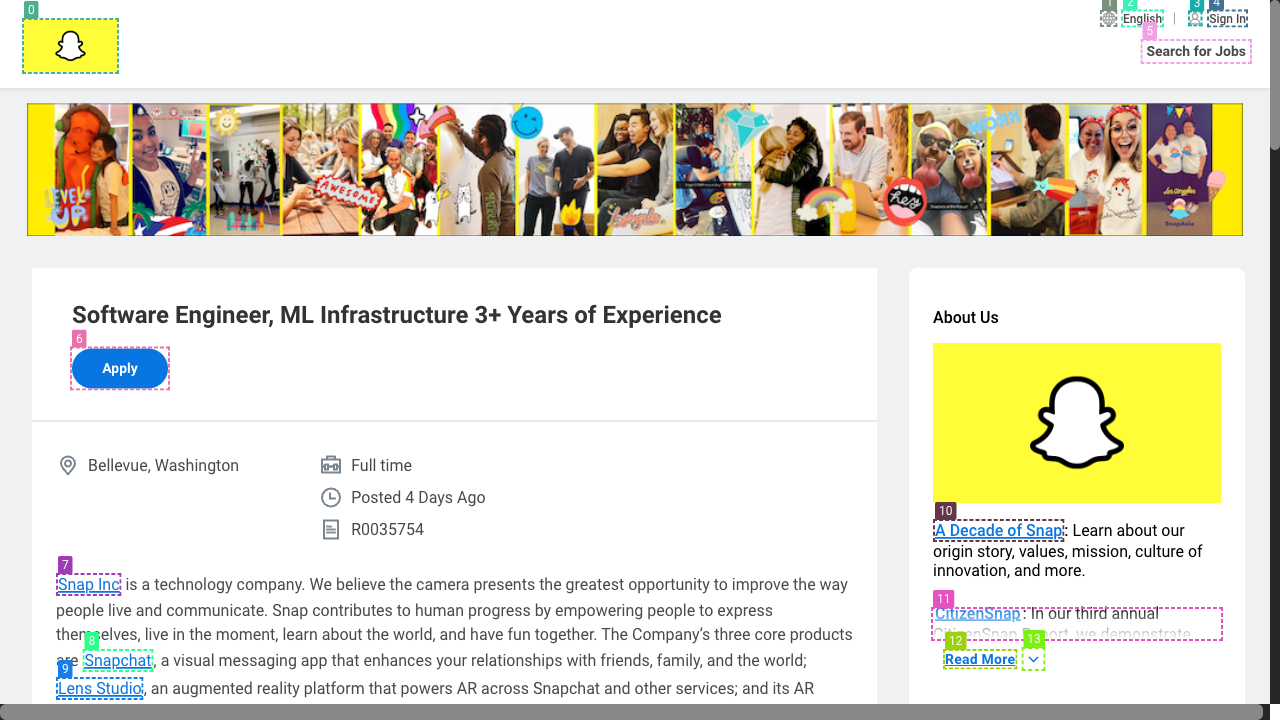 0
1
2
English
3
4
Sign In
5
Search for Jobs
LEVEL UP
AWESOME
WORK
hey
Software Engineer, ML Infrastructure 3+ Years of Experience
6
Apply
Bellevue, Washington
Full time
Posted 4 Days Ago
R0035754
7
Snap Inc is a technology company. We believe the camera presents the greatest opportunity to improve the way
people live and communicate. Snap contributes to human progress by empowering people to express
themselves, live in the moment, learn about the world, and have fun together. The Company's three core products
8
are Snapchat, a visual messaging app that enhances your relationships with friends, family, and the world;
9
Lens Studio, an augmented reality platform that powers AR across Snapchat and other services; and its AR
About Us
10
A Decade of Snap: Learn about our
origin story, values, mission, culture of
innovation, and more.
11
CitizenSnap: In our third annual
CitizenSnap Report, we demonstrate
12
Read More
13